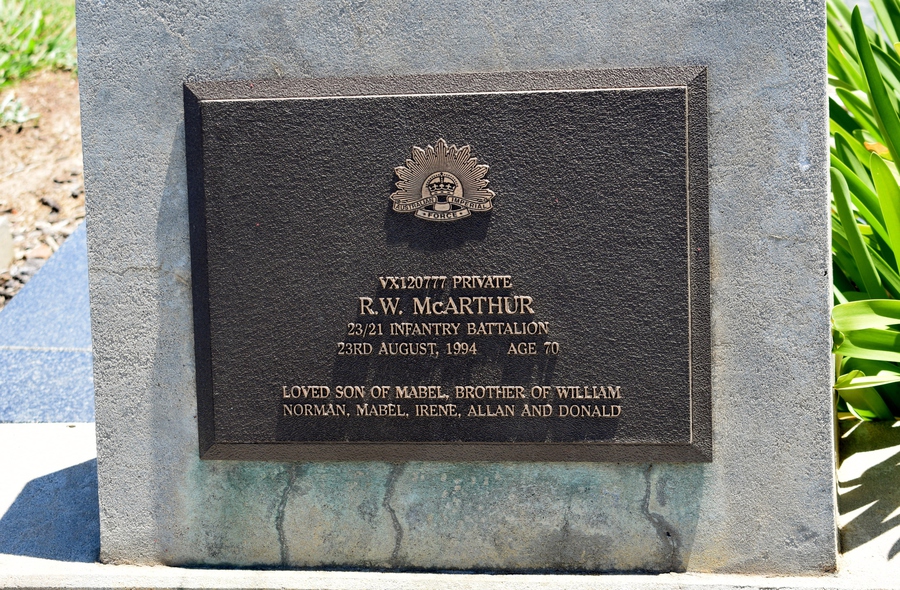 AUSTRALIAN IMPERIAL
FORCE
VX120777 PRIVATE
R.W. McARTHUR
23/21 INFANTRY BATTALION
23RD AUGUST, 1994 AGE 70
LOVED SON OF MABEL, BROTHER OF WILLIAM
NORMAN, MABEL, IRENE, ALLAN AND DONALD